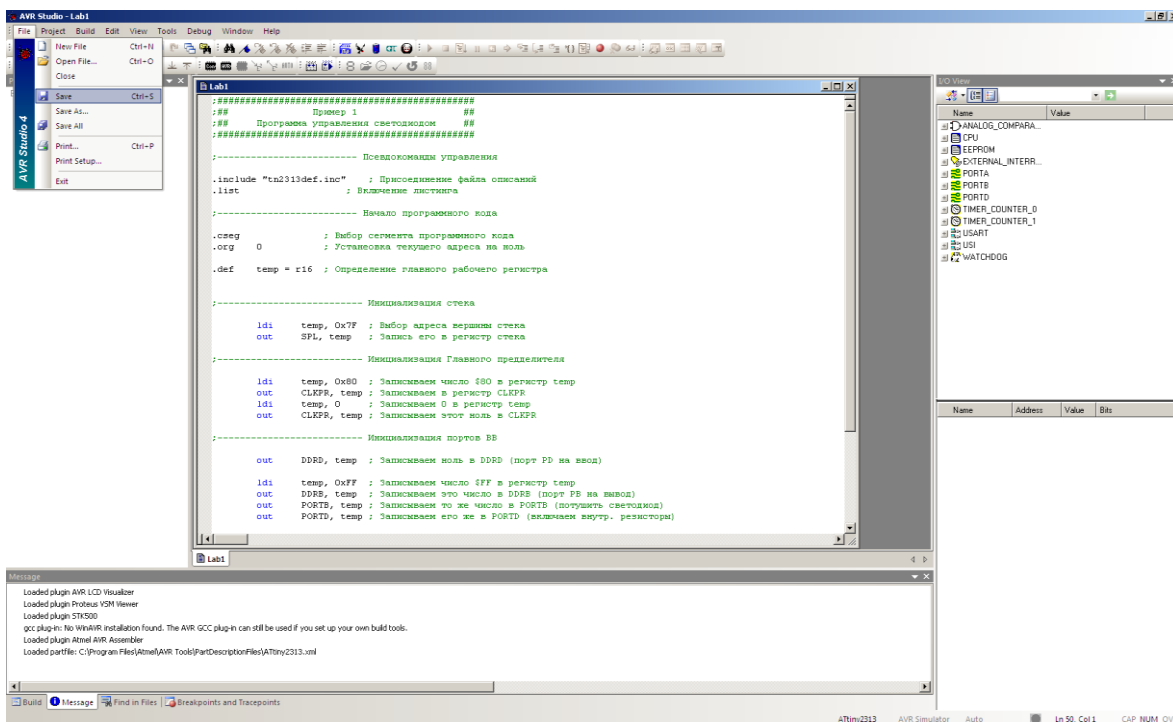 AVR Studio - Lab1
File Project Build Edit View Tools Debug Window Help
New File Ctrl+N
Open File... Ctrl+O
Close
Save Ctrl+S
Save As...
Save All
Print... Ctrl+P
Print Setup...
Exit
AVR Studio 4
Lab1
;##############################################
;## Пример 1 ##
;## Программа управления светодиодом ##
;##############################################
;------------------------- Псевдокоманды управления
.include "tn2313def.inc" ; Присоединение файла описаний
.list ; Включение листинга
;------------------------- Начало программного кода
.cseg ; Выбор сегмента программного кода
.org 0 ; Установка текущего адреса на ноль
.def temp = r16 ; Определение главного рабочего регистра
;-------------------------- Инициализация стека
ldi temp, 0x7F ; Выбор адреса вершины стека
out SPL, temp ; Запись его в регистр стека
;-------------------------- Инициализация Главного предделителя
ldi temp, 0x80 ; Записываем число $80 в регистр temp
out CLKPR, temp ; Записываем в регистр CLKPR
ldi temp, 0 ; Записываем 0 в регистр temp
out CLKPR, temp ; Записываем этот ноль в CLKPR
;-------------------------- Инициализация портов ВВ
out DDRD, temp ; Записываем ноль в DDRD (порт PD на ввод)
ldi temp, 0xFF ; Записываем число $FF в регистр temp
out DDRB, temp ; Записываем это число в DDRB (порт PB на вывод)
out PORTB, temp ; Записываем то же число в PORTB (потушить светодиод)
out PORTD, temp ; Записываем его же в PORTD (включаем внутр. резисторы)
Lab1
I/O View
Name Value
ANALOG_COMPARA...
CPU
EEPROM
EXTERNAL_INTERR...
PORTA
PORTB
PORTD
TIMER_COUNTER_0
TIMER_COUNTER_1
USART
USI
WATCHDOG
Name Address Value Bits
Message
Loaded plugin AVR LCD Visualizer
Loaded plugin Proteus VSM Viewer
Loaded plugin STK500
gcc plug-in: No WinAVR installation found. The AVR GCC plug-in can still be used if you set up your own build tools.
Loaded plugin Atmel AVR Assembler
Loaded partfile: C:\Program Files\Atmel\AVR Tools\PartDescriptionFiles\ATtiny2313.xml
Build Message Find in Files Breakpoints and Tracepoints
ATtiny2313 AVR Simulator Auto Ln 50, Col 1 CAP NUM OV